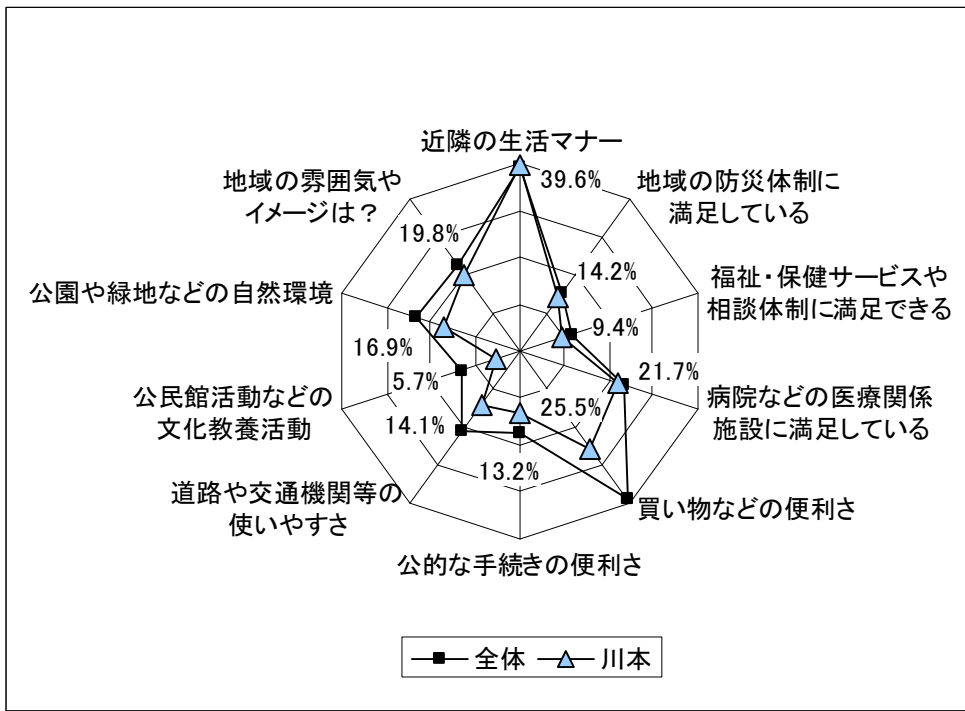 近隣の生活マナー
39.6%
地域の防災体制に
満足している
14.2%
福祉・保健サービスや
相談体制に満足できる
9.4%
病院などの医療関係
施設に満足している
21.7%
買い物などの便利さ
25.5%
公的な手続きの便利さ
13.2%
道路や交通機関等の
使いやすさ
14.1%
公民館活動などの
文化教養活動
5.7%
公園や緑地などの自然環境
16.9%
地域の雰囲気や
イメージは？
19.8%
全体 川本